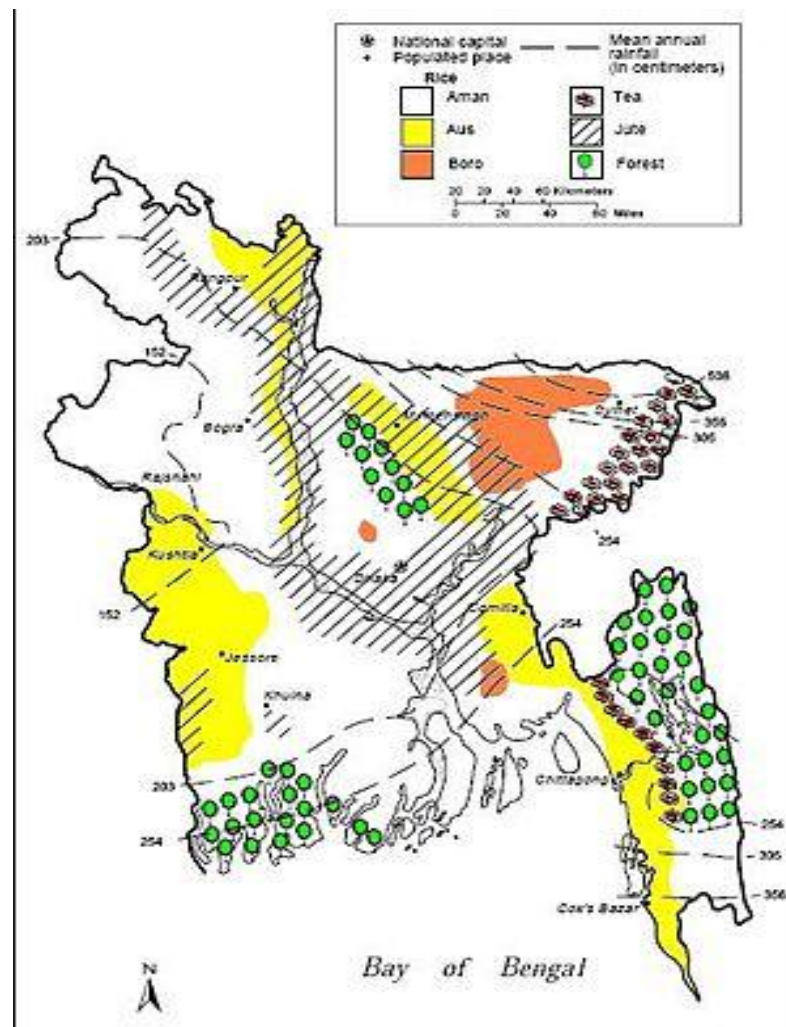 National capital
Populated place
Mean annual
rainfall
(in centimeters)
Rice
Aman
Aus
Boro
Tea
Jute
Forest
20 0 20 40 60 Kilometers
0 20 40 60 Miles
203
Rangpur
152
Bogra
508
Sylhet
356
305
Rajshahi
254
Kushtia
Dhaka
152
Comilla
254
Jessore
Khulna
203
Chittagong
254
254
305
Cox's Bazar
356
N
Bay of Bengal